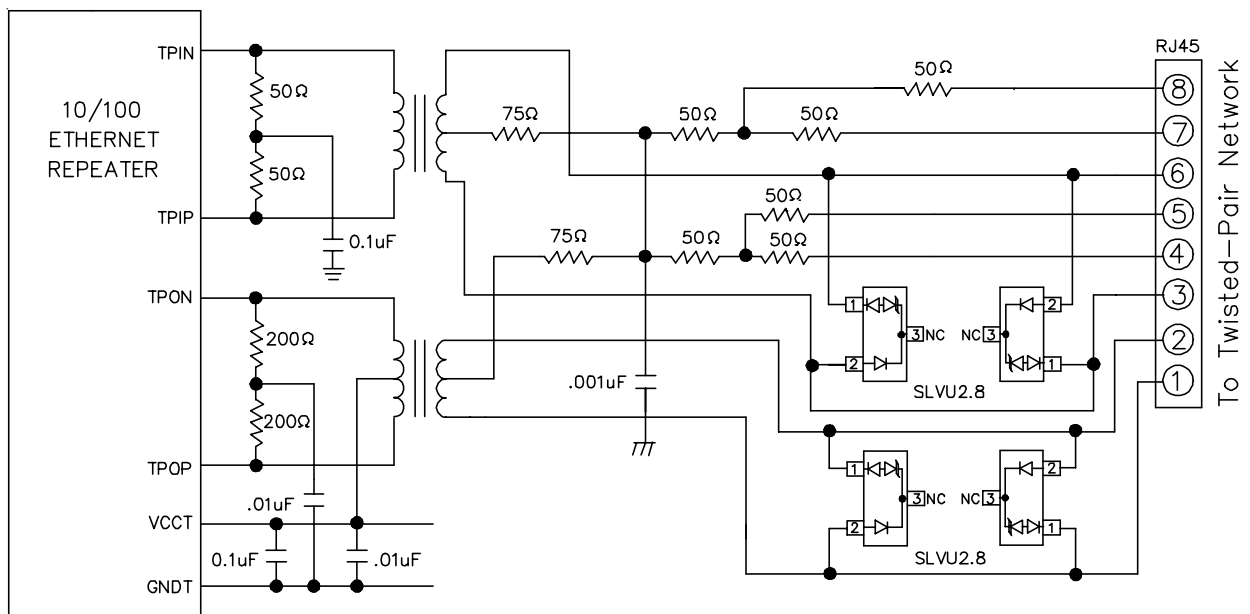 10/100
ETHERNET
REPEATER
TPIN
TPIP
TPON
TPOP
VCCT
GNDT
50Ω
50Ω
0.1uF
200Ω
200Ω
.01uF
0.1uF
.01uF
75Ω
75Ω
.001uF
50Ω
50Ω
50Ω
50Ω
50Ω
50Ω
RJ45
8
7
6
5
4
3
2
1
To Twisted-Pair Network
1
2
3 NC
NC 3
2
1
SLVU2.8
1
2
3 NC
NC 3
2
1
SLVU2.8